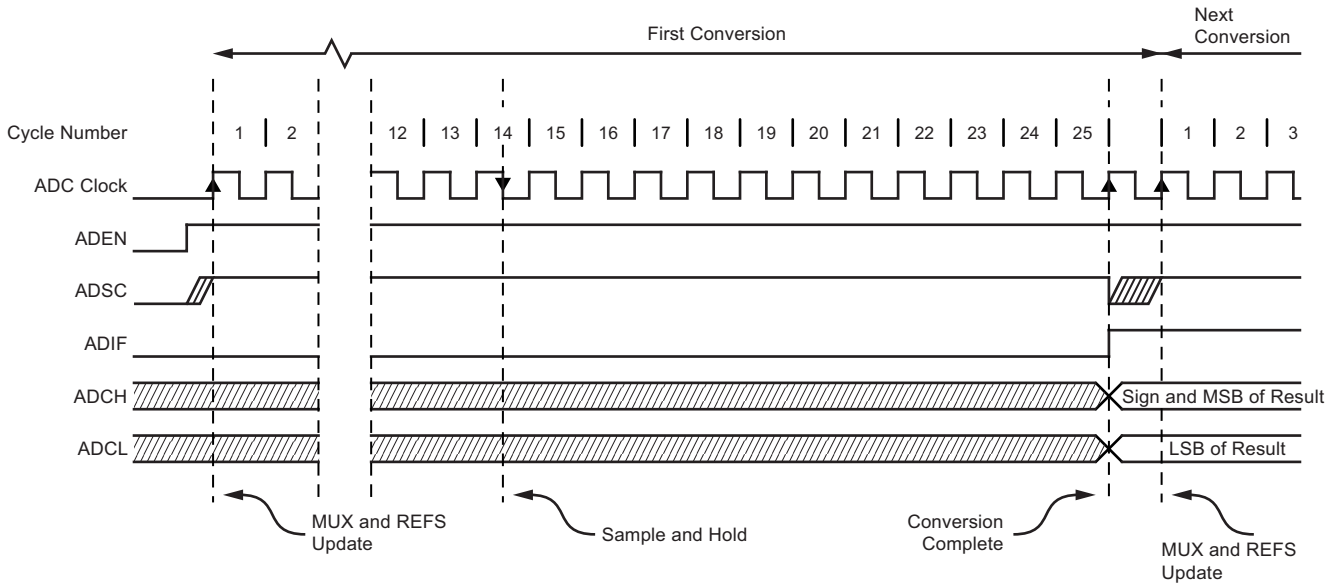 First Conversion
Next
Conversion
Cycle Number 1 2 12 13 14 15 16 17 18 19 20 21 22 23 24 25 1 2 3
ADC Clock
ADEN
ADSC
ADIF
ADCH Sign and MSB of Result
ADCL LSB of Result
MUX and REFS
Update
Sample and Hold
Conversion
Complete
MUX and REFS
Update